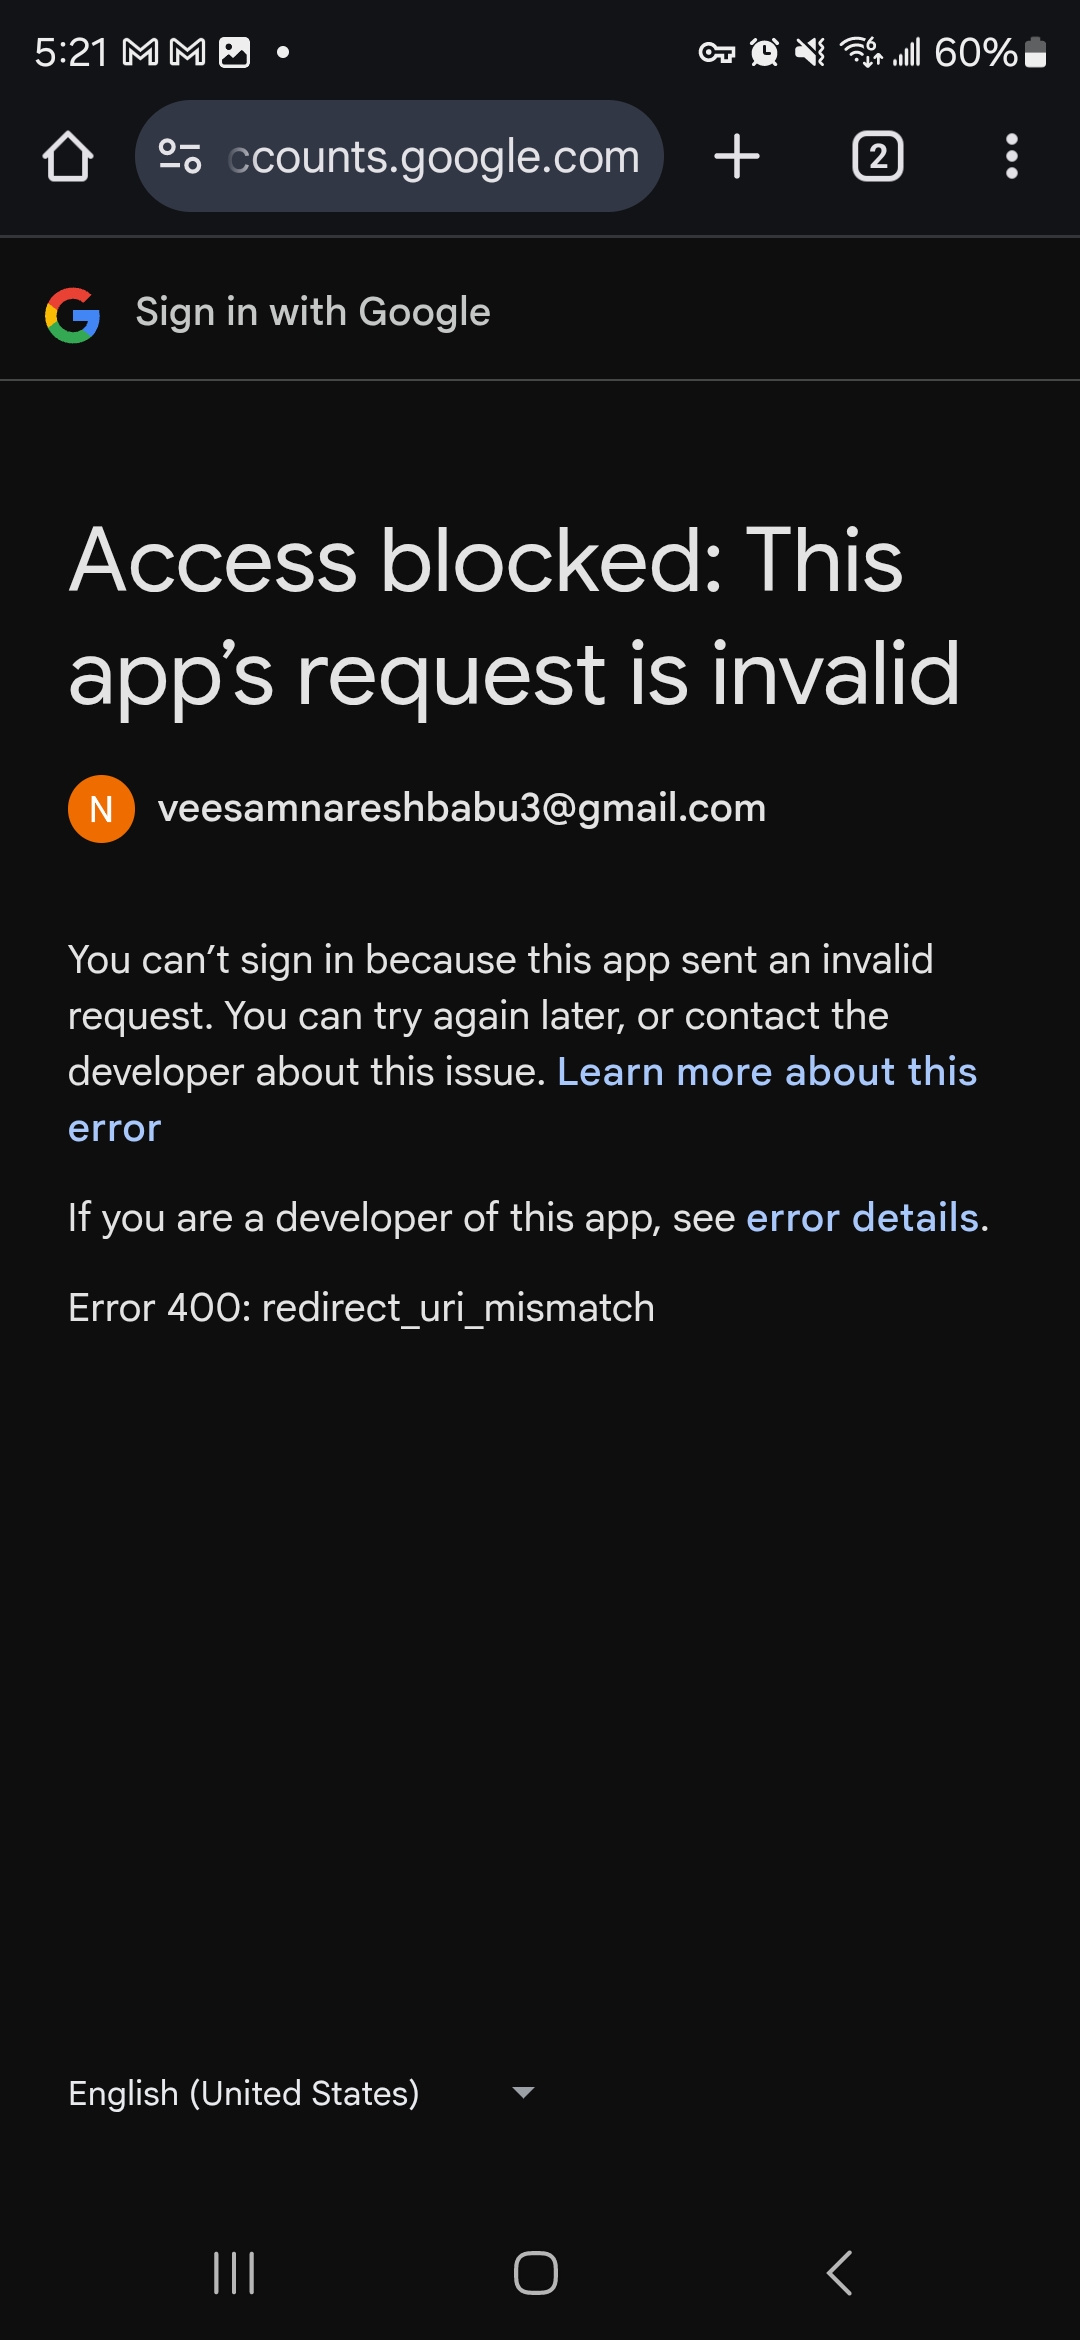 5:21
60%
ccounts.google.com
2
Sign in with Google
Access blocked: This
app’s request is invalid
N
veesamnareshbabu3@gmail.com
You can’t sign in because this app sent an invalid
request. You can try again later, or contact the
developer about this issue. Learn more about this
error
If you are a developer of this app, see error details.
Error 400: redirect_uri_mismatch
English (United States)